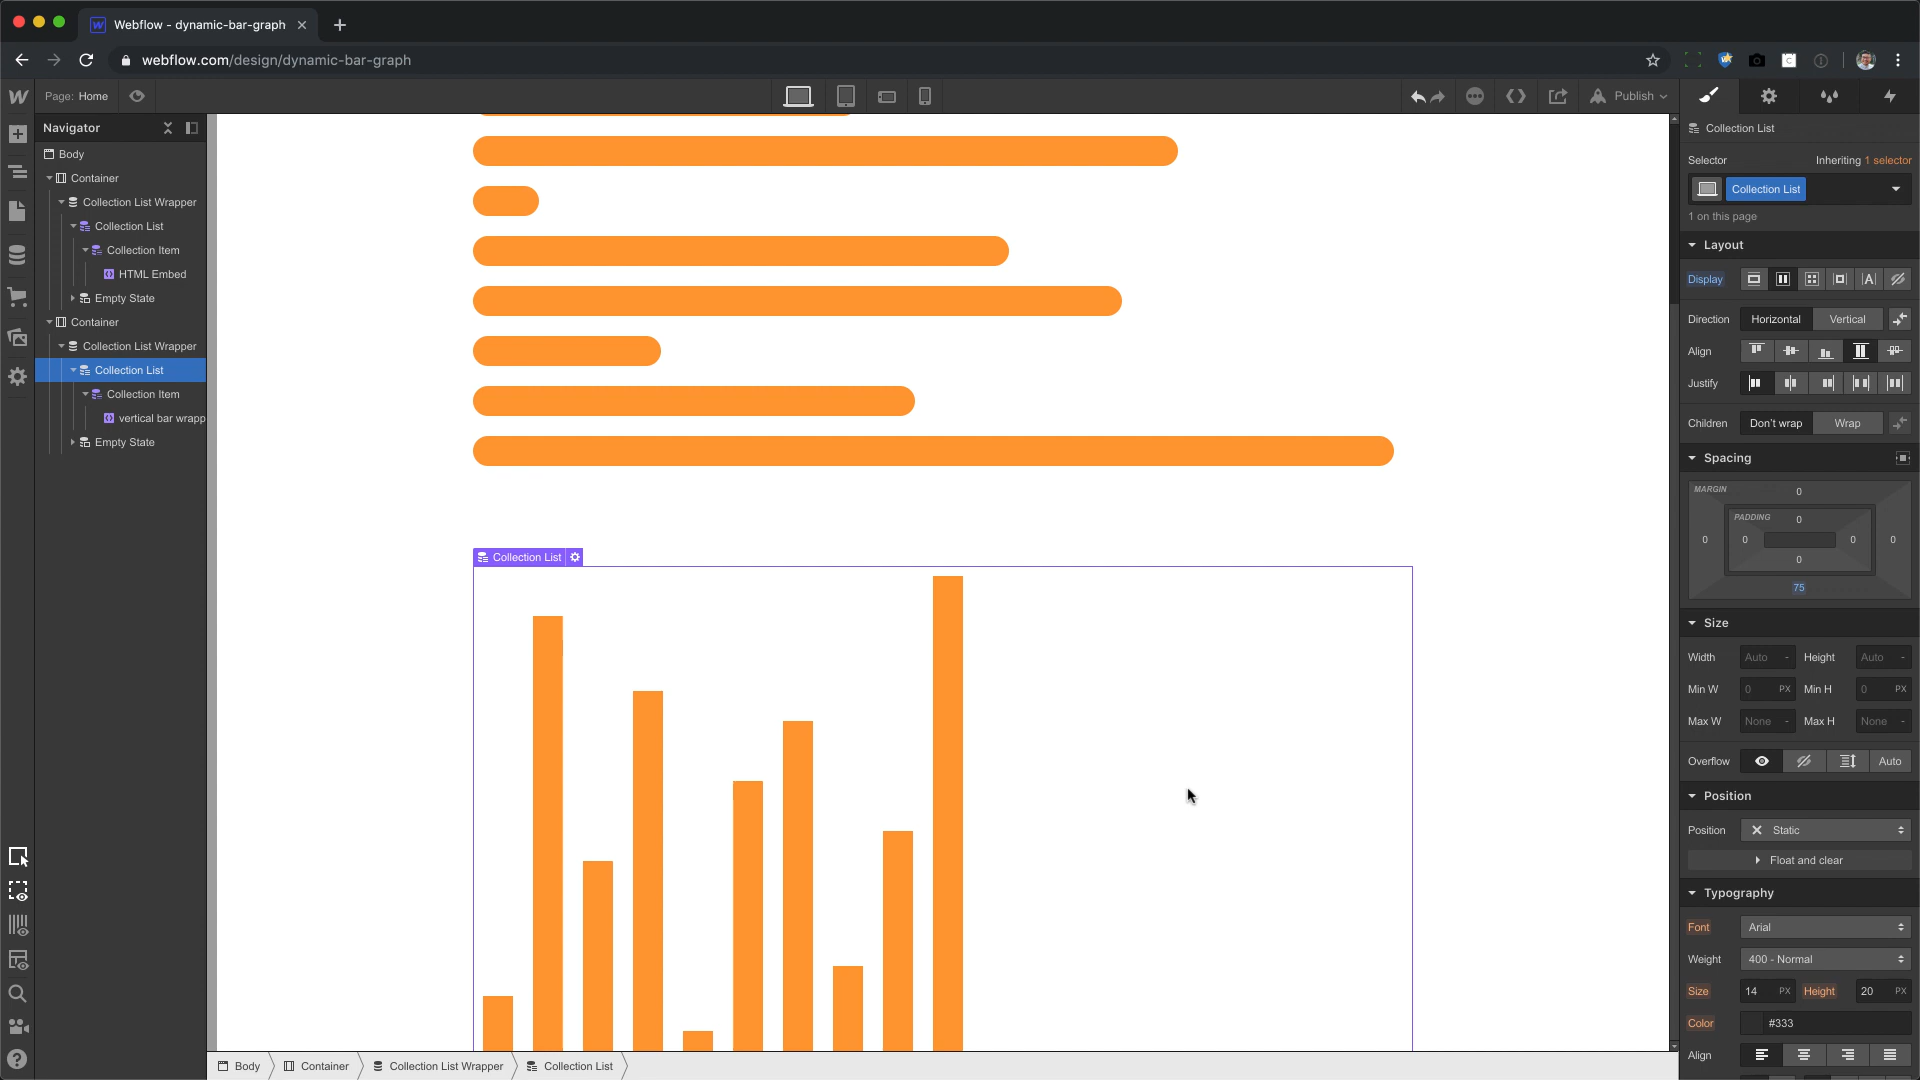 Webflow - dynamic-bar-graph
webflow.com/design/dynamic-bar-graph
Page: Home
Publish
Navigator
Body
Container
Collection List Wrapper
Collection List
Collection Item
HTML Embed
Empty State
Container
Collection List Wrapper
Collection List
Collection Item
vertical bar wrapp
Empty State
Collection List
Body
Container
Collection List Wrapper
Collection List
Collection List
Selector Inheriting 1 selector
Collection List
1 on this page
Layout
Display
Direction Horizontal Vertical
Align
Justify
Children Don't wrap Wrap
Spacing
MARGIN 0
PADDING 0
0 0 0 0
0
75
Size
Width Auto - Height Auto -
Min W 0 PX Min H 0 PX
Max W None - Max H None -
Overflow Auto
Position
Position Static
Float and clear
Typography
Font Arial
Weight 400 - Normal
Size 14 PX Height 20 PX
Color #333
Align